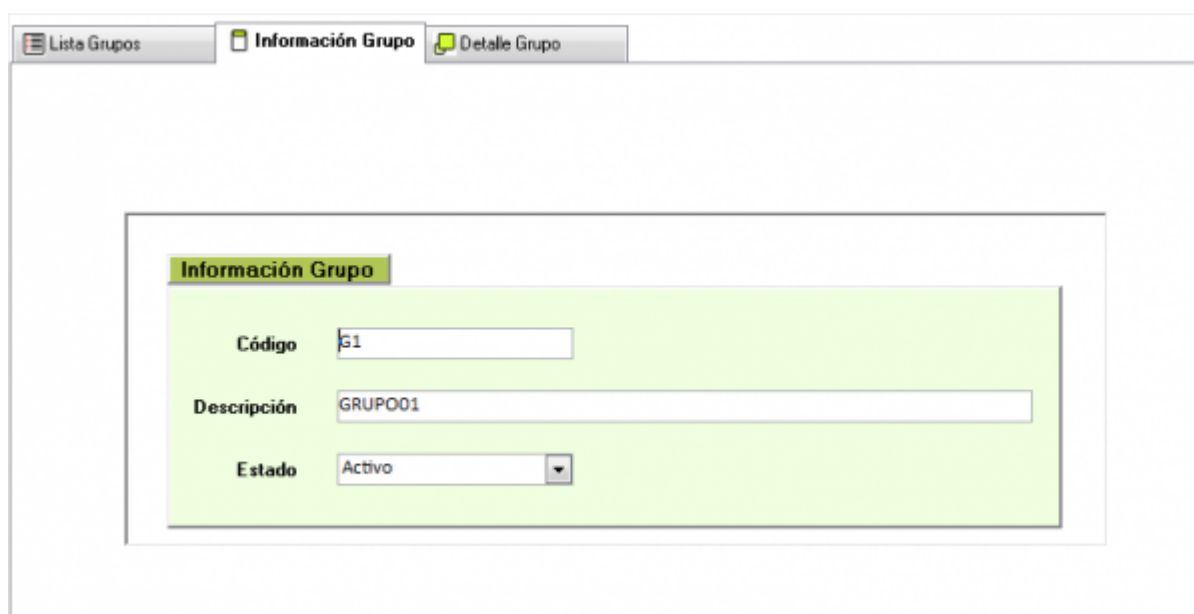 Lista Grupos Información Grupo Detalle Grupo
Información Grupo
Código G1
Descripción GRUPO01
Estado Activo